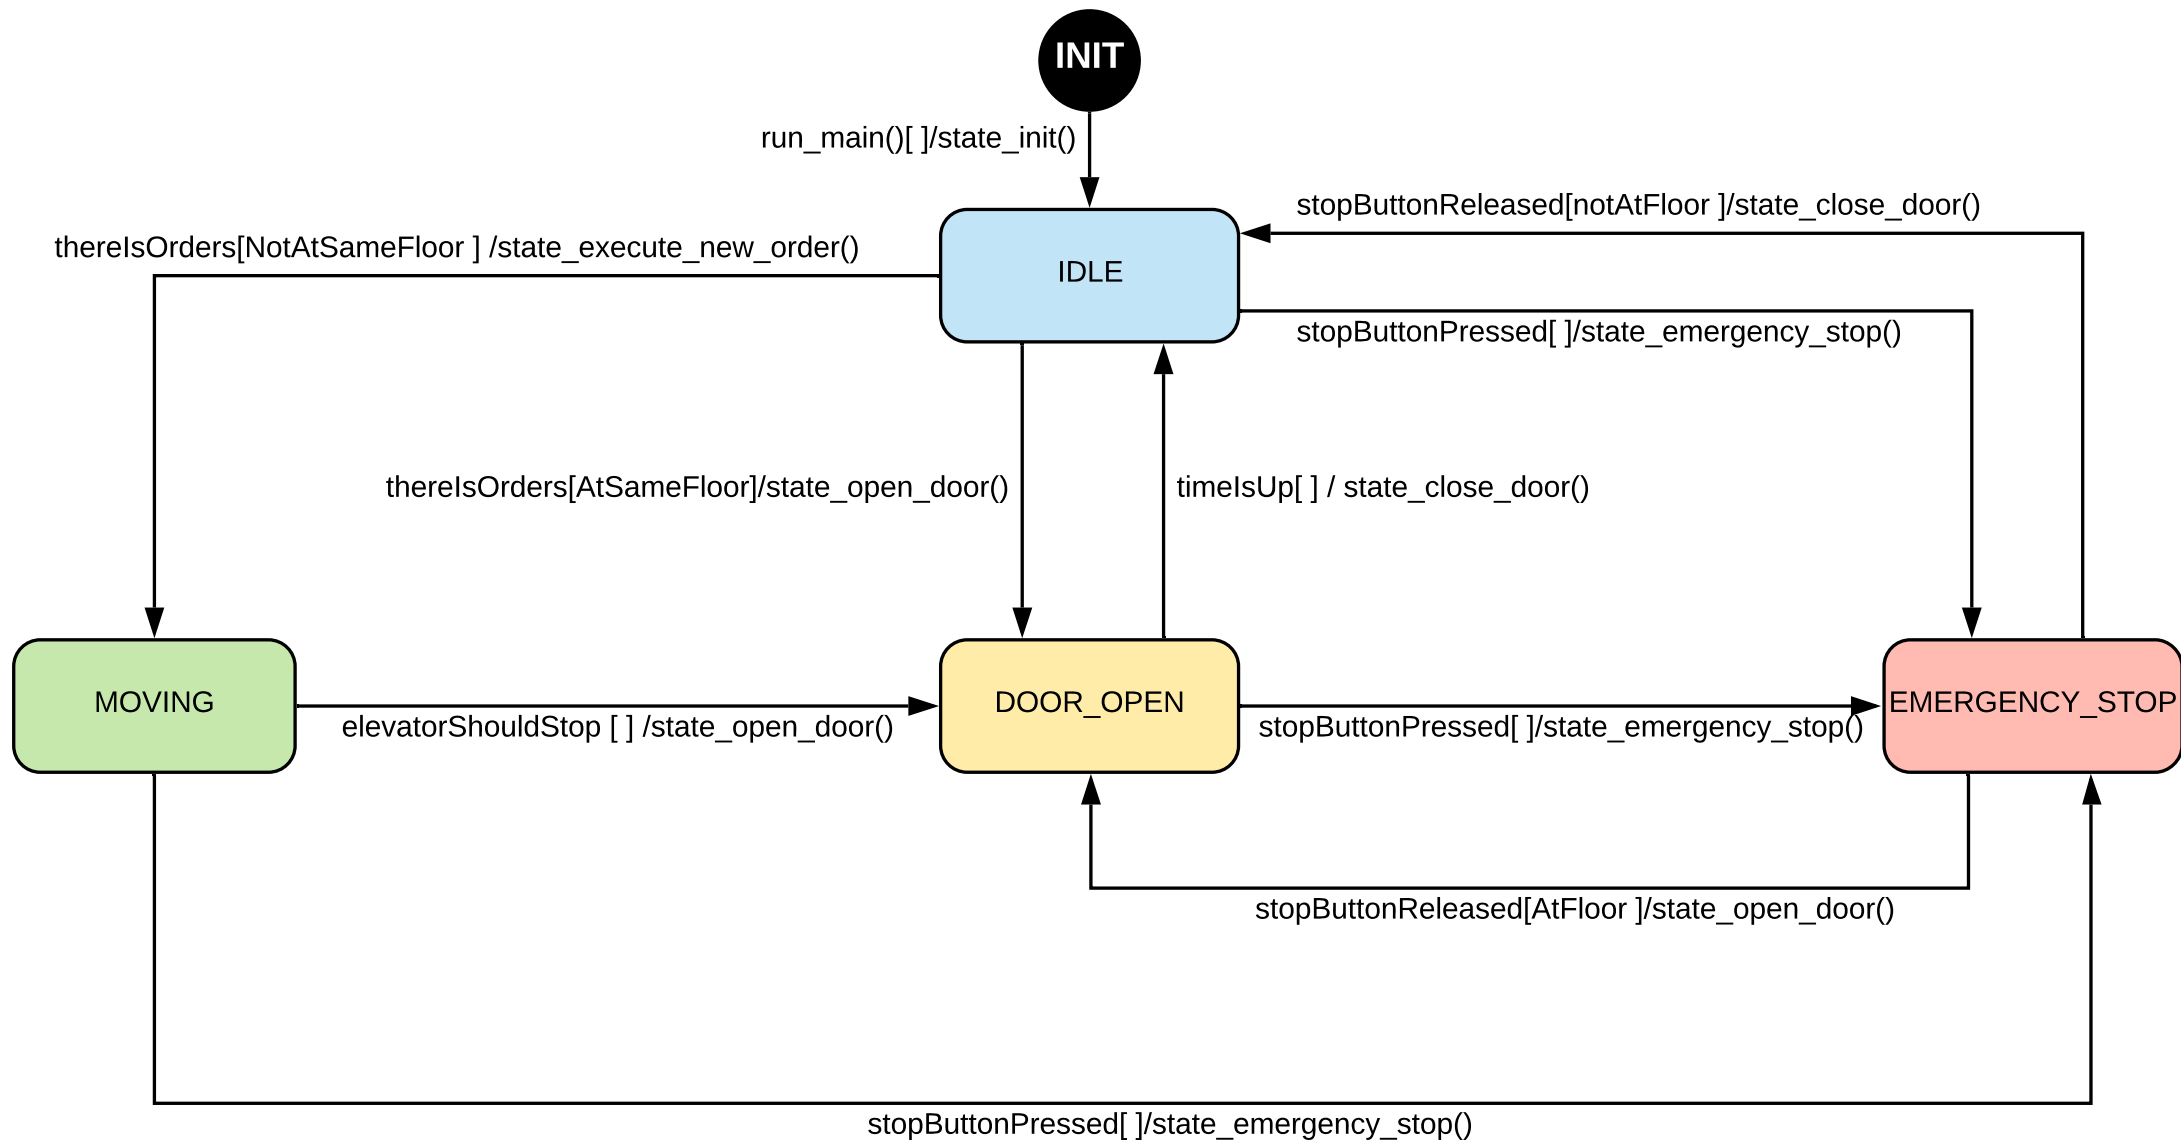 INIT
run_main()[ ]/state_init()
stopButtonReleased[notAtFloor ]/state_close_door()
thereIsOrders[NotAtSameFloor ] /state_execute_new_order()
IDLE
stopButtonPressed[ ]/state_emergency_stop()
thereIsOrders[AtSameFloor]/state_open_door()
timeIsUp[ ] / state_close_door()
MOVING
DOOR_OPEN
EMERGENCY_STOP
elevatorShouldStop [ ] /state_open_door()
stopButtonPressed[ ]/state_emergency_stop()
stopButtonReleased[AtFloor ]/state_open_door()
stopButtonPressed[ ]/state_emergency_stop()